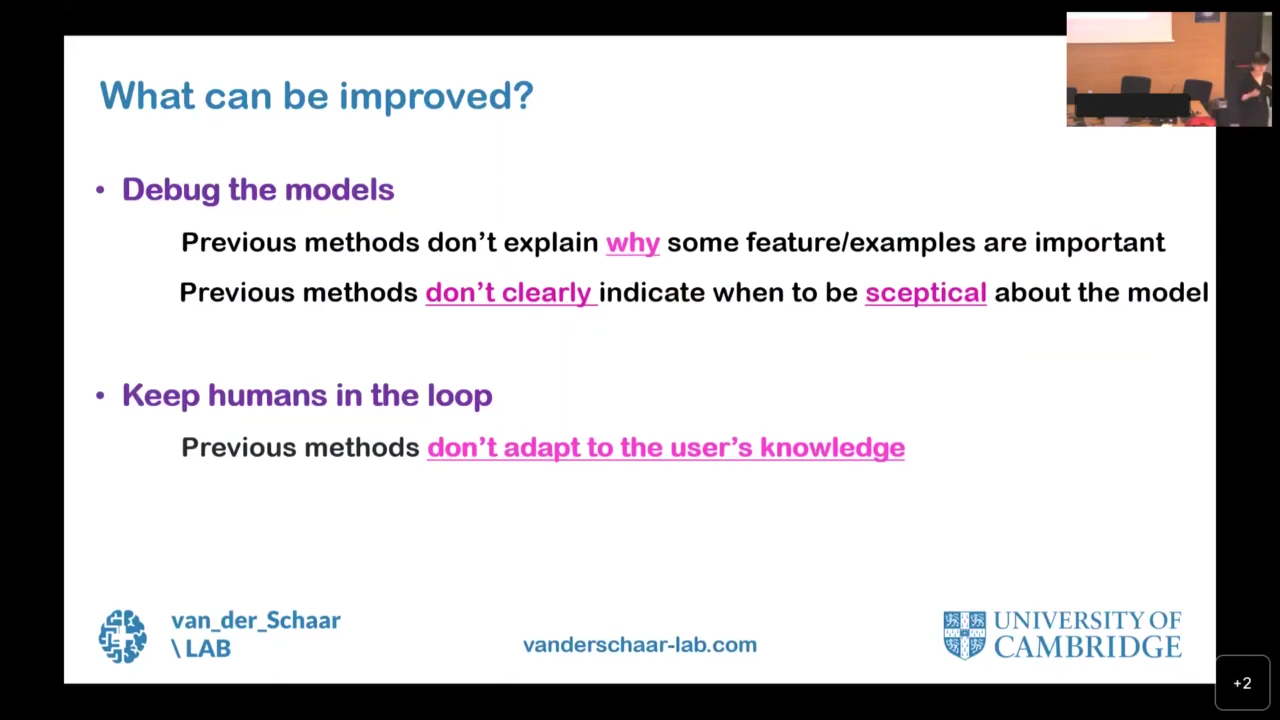 What can be improved?
• Debug the models
Previous methods don’t explain why some feature/examples are important
Previous methods don’t clearly indicate when to be sceptical about the model
• Keep humans in the loop
Previous methods don’t adapt to the user’s knowledge
van_der_Schaar
\ LAB
vanderschaar-lab.com
UNIVERSITY OF
CAMBRIDGE
+2